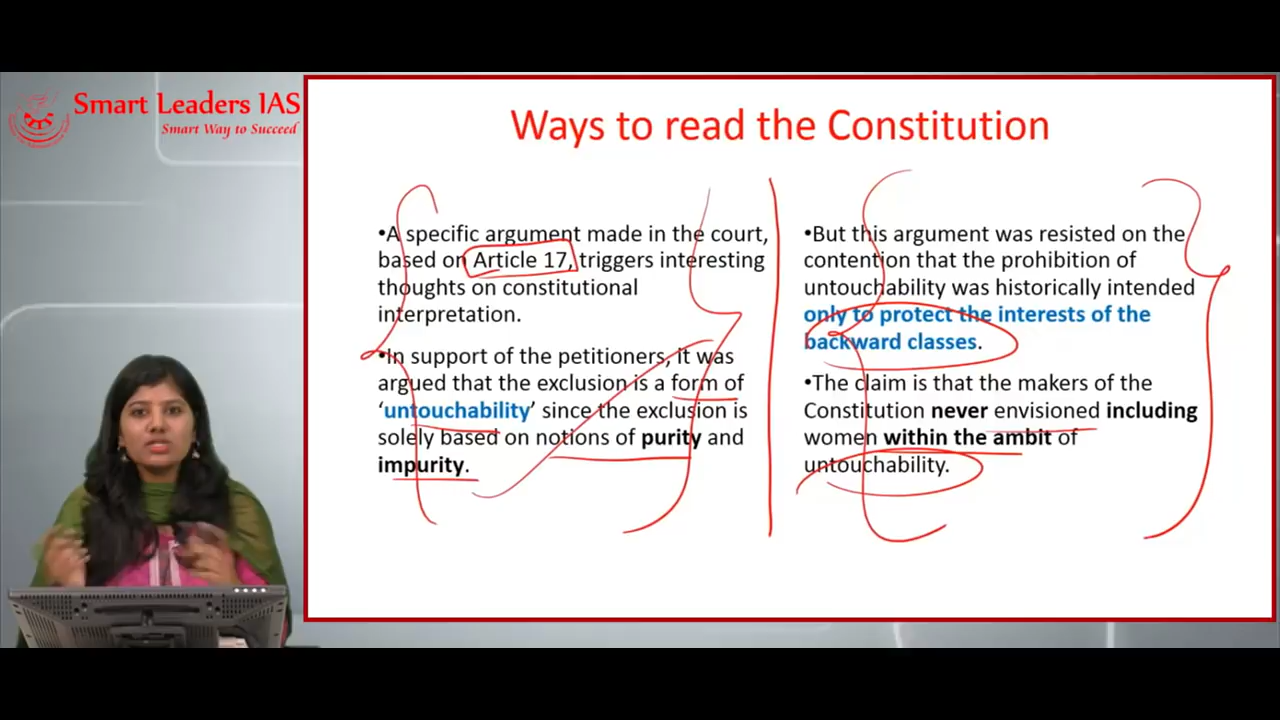 Smart Leaders IAS
Smart Way to Succeed
Ways to read the Constitution
•A specific argument made in the court,
based on Article 17, triggers interesting
thoughts on constitutional
interpretation.
•In support of the petitioners, it was
argued that the exclusion is a form of
‘untouchability’ since the exclusion is
solely based on notions of purity and
impurity.
•But this argument was resisted on the
contention that the prohibition of
untouchability was historically intended
only to protect the interests of the
backward classes.
•The claim is that the makers of the
Constitution never envisioned including
women within the ambit of
untouchability.